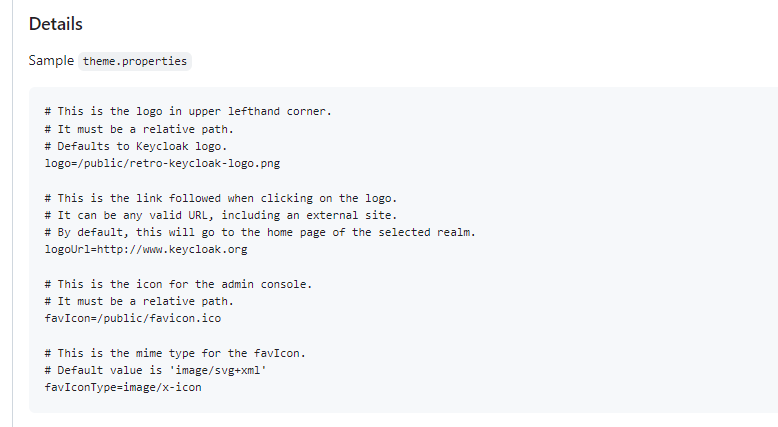 Details
Sample theme.properties
# This is the logo in upper lefthand corner.
# It must be a relative path.
# Defaults to Keycloak logo.
logo=/public/retro-keycloak-logo.png
# This is the link followed when clicking on the logo.
# It can be any valid URL, including an external site.
# By default, this will go to the home page of the selected realm.
logoUrl=http://www.keycloak.org
# This is the icon for the admin console.
# It must be a relative path.
favIcon=/public/favicon.ico
# This is the mime type for the favIcon.
# Default value is 'image/svg+xml'
favIconType=image/x-icon